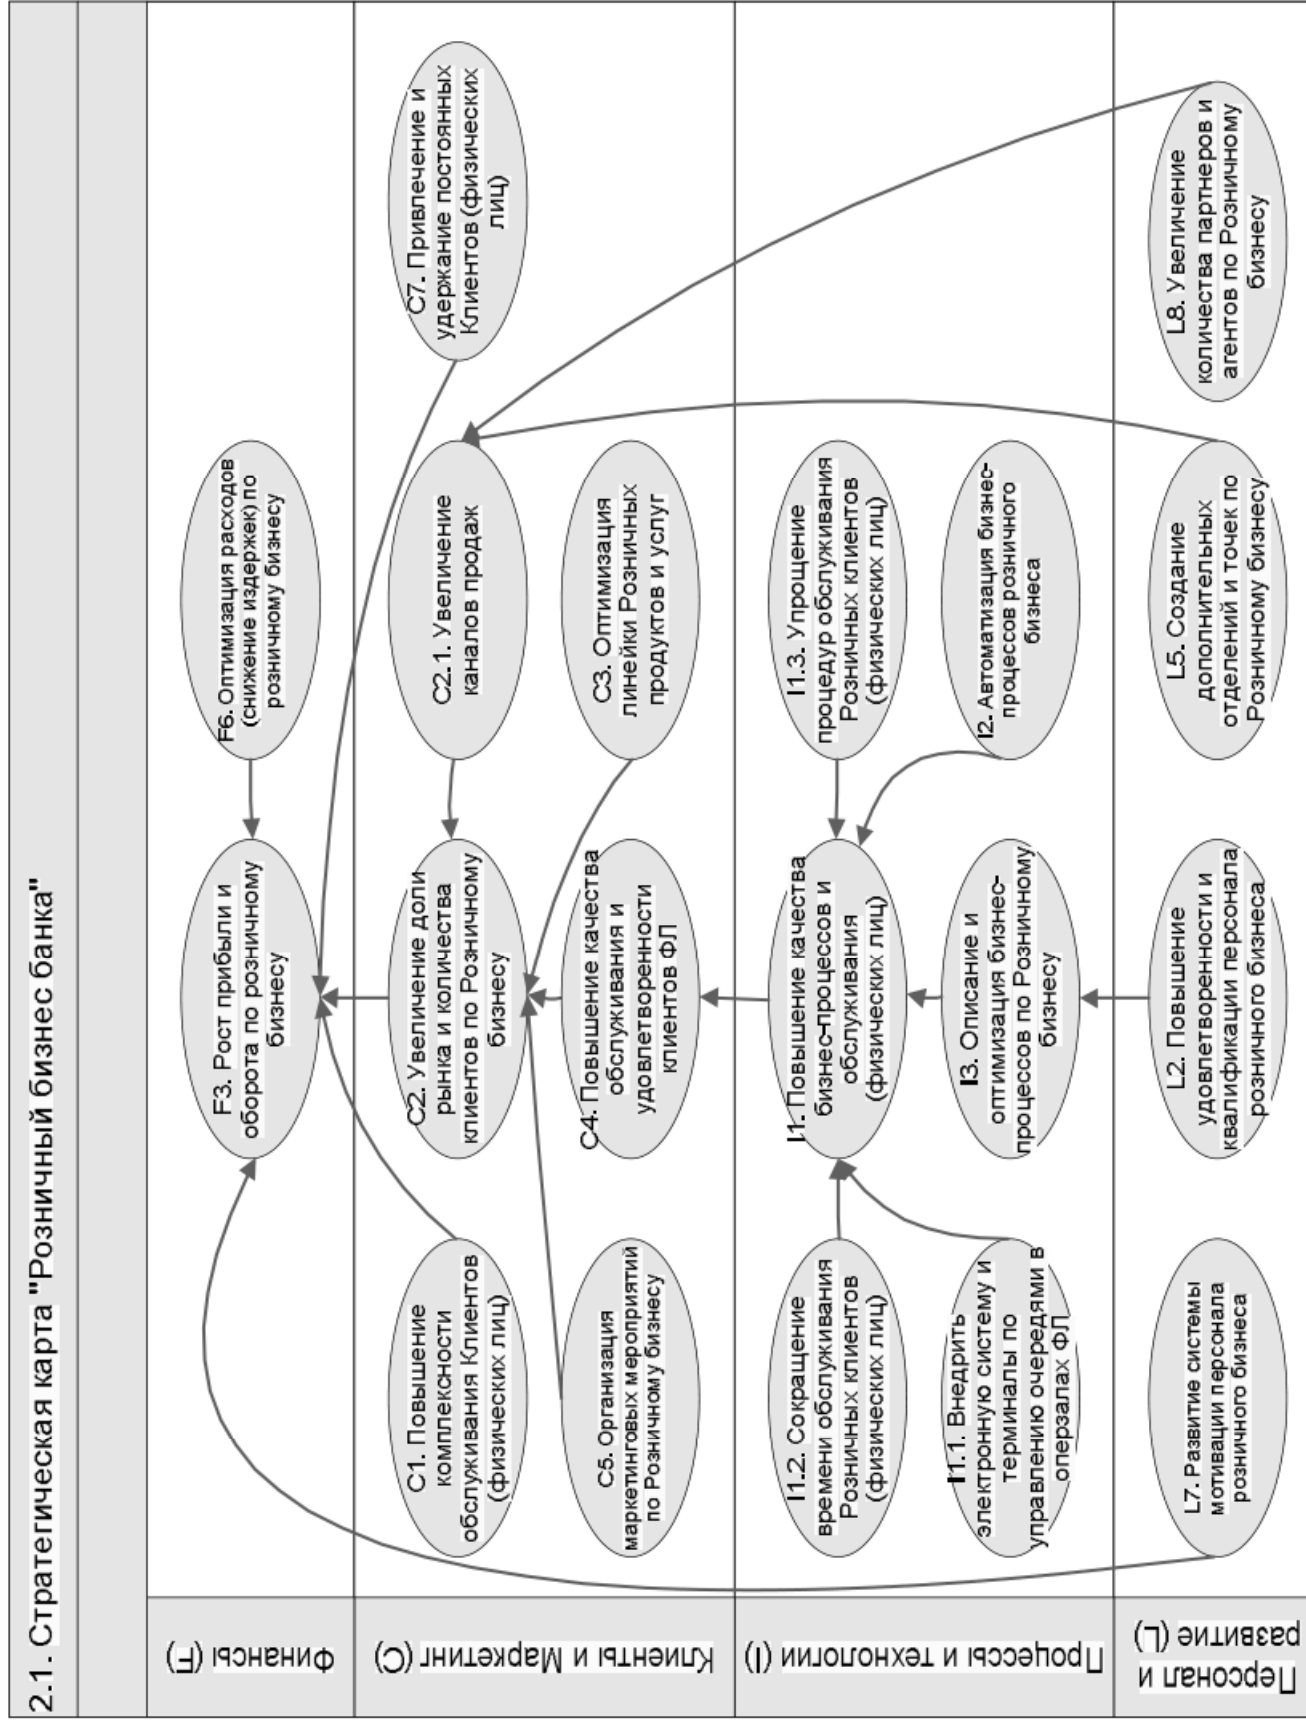 2.1. Стратегическая карта "Розничный бизнес банка"
Финансы (F)
F3. Рост прибыли и
оборота по розничному
бизнесу
F6. Оптимизация расходов
(снижение издержек) по
розничному бизнесу
Клиенты и Маркетинг (C)
C1. Повышение
комплексности
обслуживания Клиентов
(физических лиц)
C2. Увеличение доли
рынка и количества
клиентов по Розничному
бизнесу
C2.1. Увеличение
каналов продаж
C7. Привлечение и
удержание постоянных
Клиентов (физических
лиц)
C5. Организация
маркетинговых мероприятий
по Розничному бизнесу
C4. Повышение качества
обслуживания и
удовлетворенности
клиентов ФЛ
C3. Оптимизация
линейки Розничных
продуктов и услуг
Процессы и технологии
(I)
I1.2. Сокращение
времени обслуживания
Розничных клиентов
(физических лиц)
I1. Повышение качества
бизнес-процессов и
обслуживания
(физических лиц)
I1.3. Упрощение
процедур обслуживания
Розничных клиентов
(физических лиц)
I1.1. Внедрить
электронную систему и
терминалы по
управлению очередями в
оперзалах ФЛ
I3. Описание и
оптимизация бизнес-
процессов по Розничному
бизнесу
I2. Автоматизация бизнес-
процессов розничного
бизнеса
Персонал и
развитие (L)
L7. Развитие системы
мотивации персонала
розничного бизнеса
L2. Повышение
удовлетворенности и
квалификации персонала
розничного бизнеса
L5. Создание
дополнительных
отделений и точек по
Розничному бизнесу
L8. Увеличение
количества партнеров и
агентов по Розничному
бизнесу